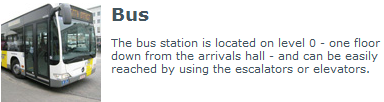 Bus
The bus station is located on level 0 - one floor
down from the arrivals hall - and can be easily
reached by using the escalators or elevators.